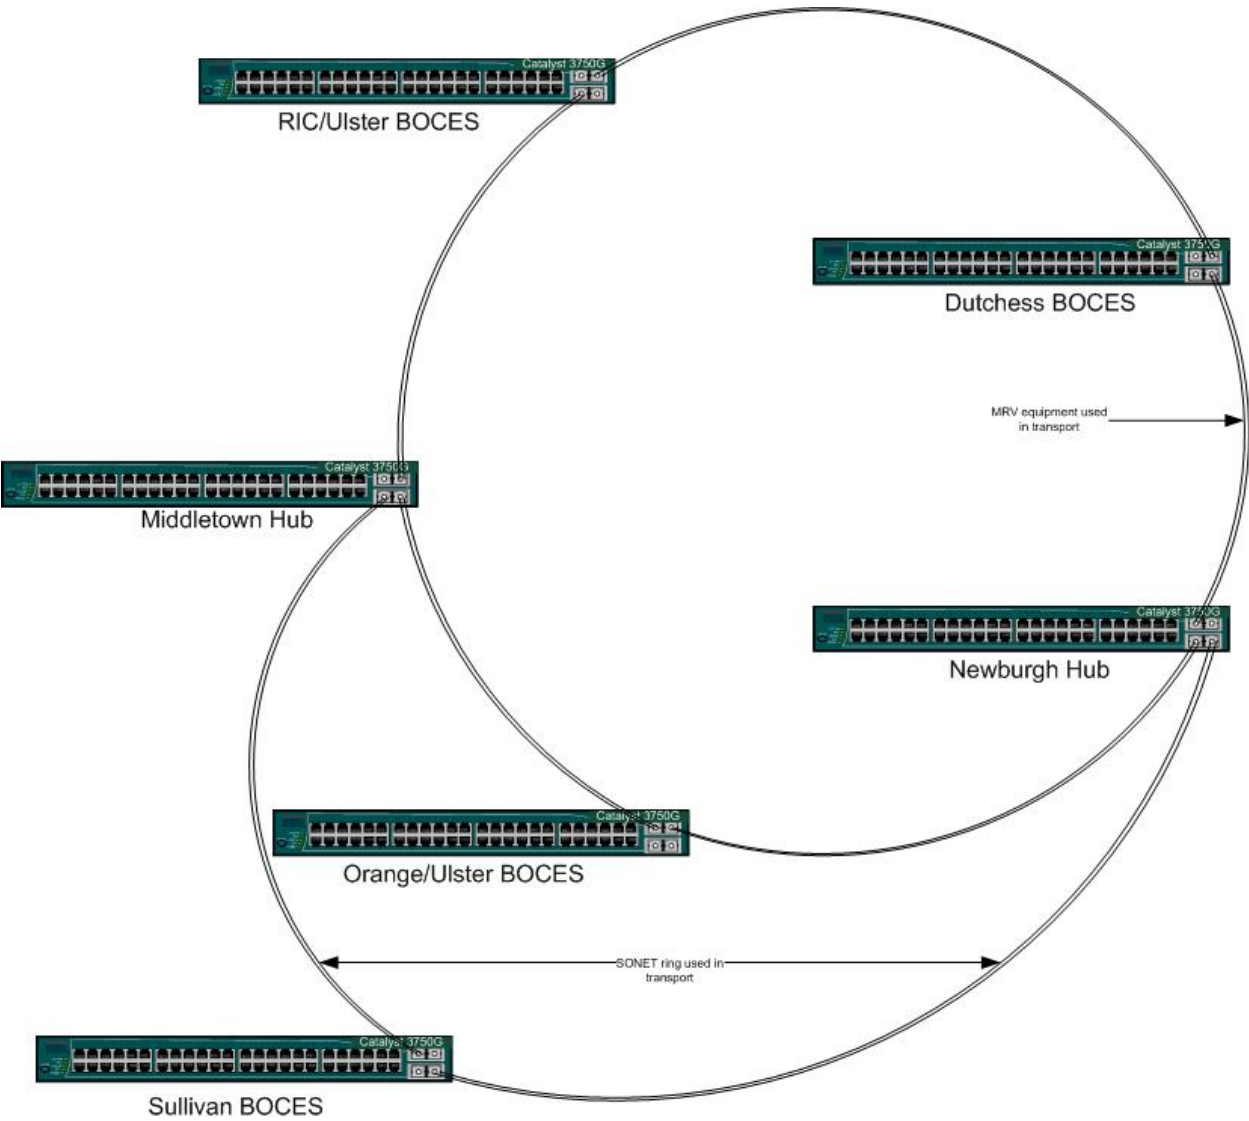 Catalyst 3750G
RIC/Ulster BOCES
Catalyst 3750G
Dutchess BOCES
MRV equipment used
in transport
Catalyst 3750G
Middletown Hub
Catalyst 3750G
Newburgh Hub
Catalyst 3750G
Orange/Ulster BOCES
SONET ring used in
transport
Catalyst 3750G
Sullivan BOCES